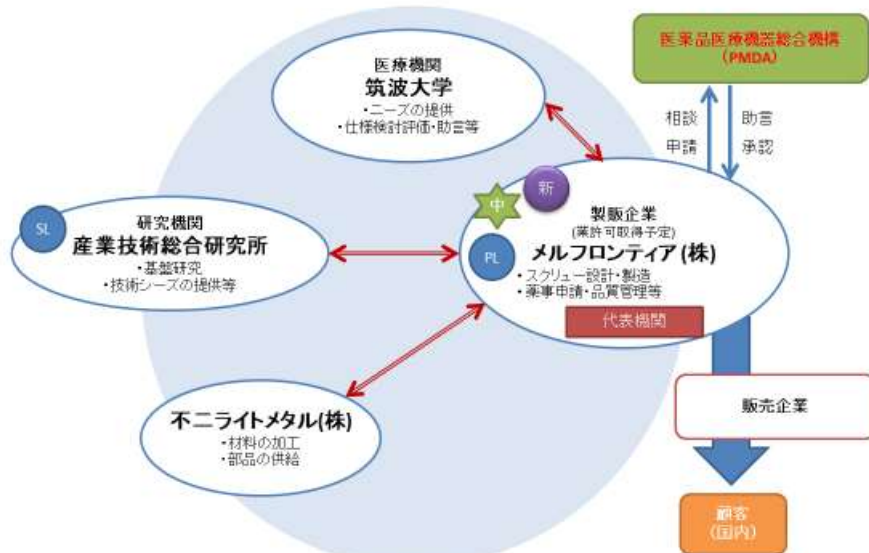 医薬品医療機器総合機構
(PMDA)
医療機関
筑波大学
・ニーズの提供
・仕様検討評価・助言等
相談
申請
助言
承認
新
中
SL
研究機関
産業技術総合研究所
・基盤研究
・技術シーズの提供等
製販企業
(業許可取得予定)
PL
メルフロンティア(株)
・スクリュー設計・製造
・薬事申請・品質管理等
代表機関
不二ライトメタル(株)
・材料の加工
・部品の供給
販売企業
顧客
(国内)